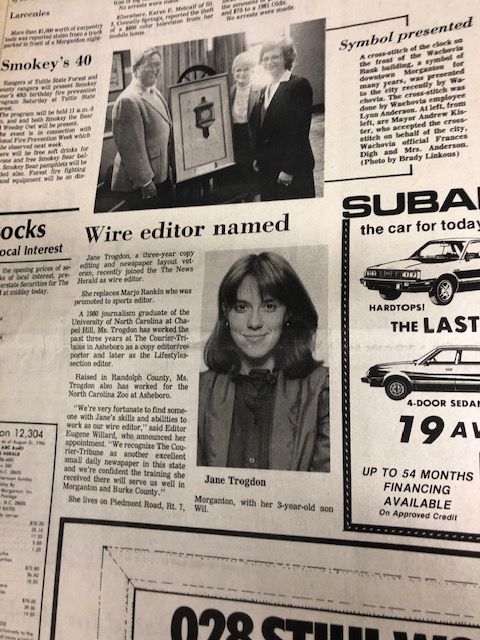 Larcenies
More than $1,000 worth of carpentry
tools was reported stolen from a truck
parked in front of a Morganton night-
Elsewhere, Karen E. Metcalf of Rt.
Connelly Springs, reported the theft
of a $600 color television from her
mobile home.
No arrests were made.
Smokey's 40
Rangers of Tuttle State Forest and
county rangers will present Smokey
40th birthday fire prevention
program Saturday at Tuttle State
The program will be held 11 a.m.-3
and both Smokey the Bear
Woodsy Owl will be present.
event is in connection with
National Fire Prevention Week which
be observed next week.
There will be free soft drinks for
and free Smokey Bear bal-
Smokey Bear pamphlets will be
also. Forest fire fighting
and equipment will be on dis-
Symbol presented
A cross-stitch of the clock on
the front of the Wachovia
Bank building, a symbol of
downtown Morganton for
many years, was presented
to the city recently by Wa-
chovia. The cross-stitch was
done by Wachovia employee
Lynn Anderson. At left, from
left, are Mayor Andrew Kis-
tler, who accepted the cross-
stitch on behalf of the city,
Wachovia official Frances
Digh and Mrs. Anderson.
(Photo by Brady Linkous)
ocks
ocal Interest
the opening prices of se-
ocks of local interest, pre-
erstate Securities for The
at midday today.
on 12,304
Wire editor named
Jane Trogdon, a three-year copy
editing and newspaper layout vet-
eran, recently joined the The News
Herald as wire editor.
She replaces Marjo Rankin who was
promoted to sports editor.
A 1980 journalism graduate of the
University of North Carolina at Cha-
pel Hill, Ms. Trogdon has worked the
past three years at The Courier-Tri-
bune in Asheboro as a copy editor/rep
porter and later as the Lifestyles-
section editor.
Raised in Randolph County, Ms.
Trogdon also has worked for the
North Carolina Zoo at Asheboro.
"We're very fortunate to find some-
one with Jane's skills and abilities to
work as our wire editor," said Editor
Eugene Willard, who announced her
appointment. "We recognize The Cou-
rier-Tribune as another excellent
small daily newspaper in this state
and we're confident the training she
received there will serve us well in
Morganton and Burke County."
She lives on Piedmont Road, Rt. 7,
Jane Trogdon
Morganton, with her 3-year-old son
Wil.
SUBA
the car for today
HARDTOPS!
THE LAST
4-DOOR SEDAN
19 AV
UP TO 54 MONTHS
FINANCING
AVAILABLE
On Approved Credit
028